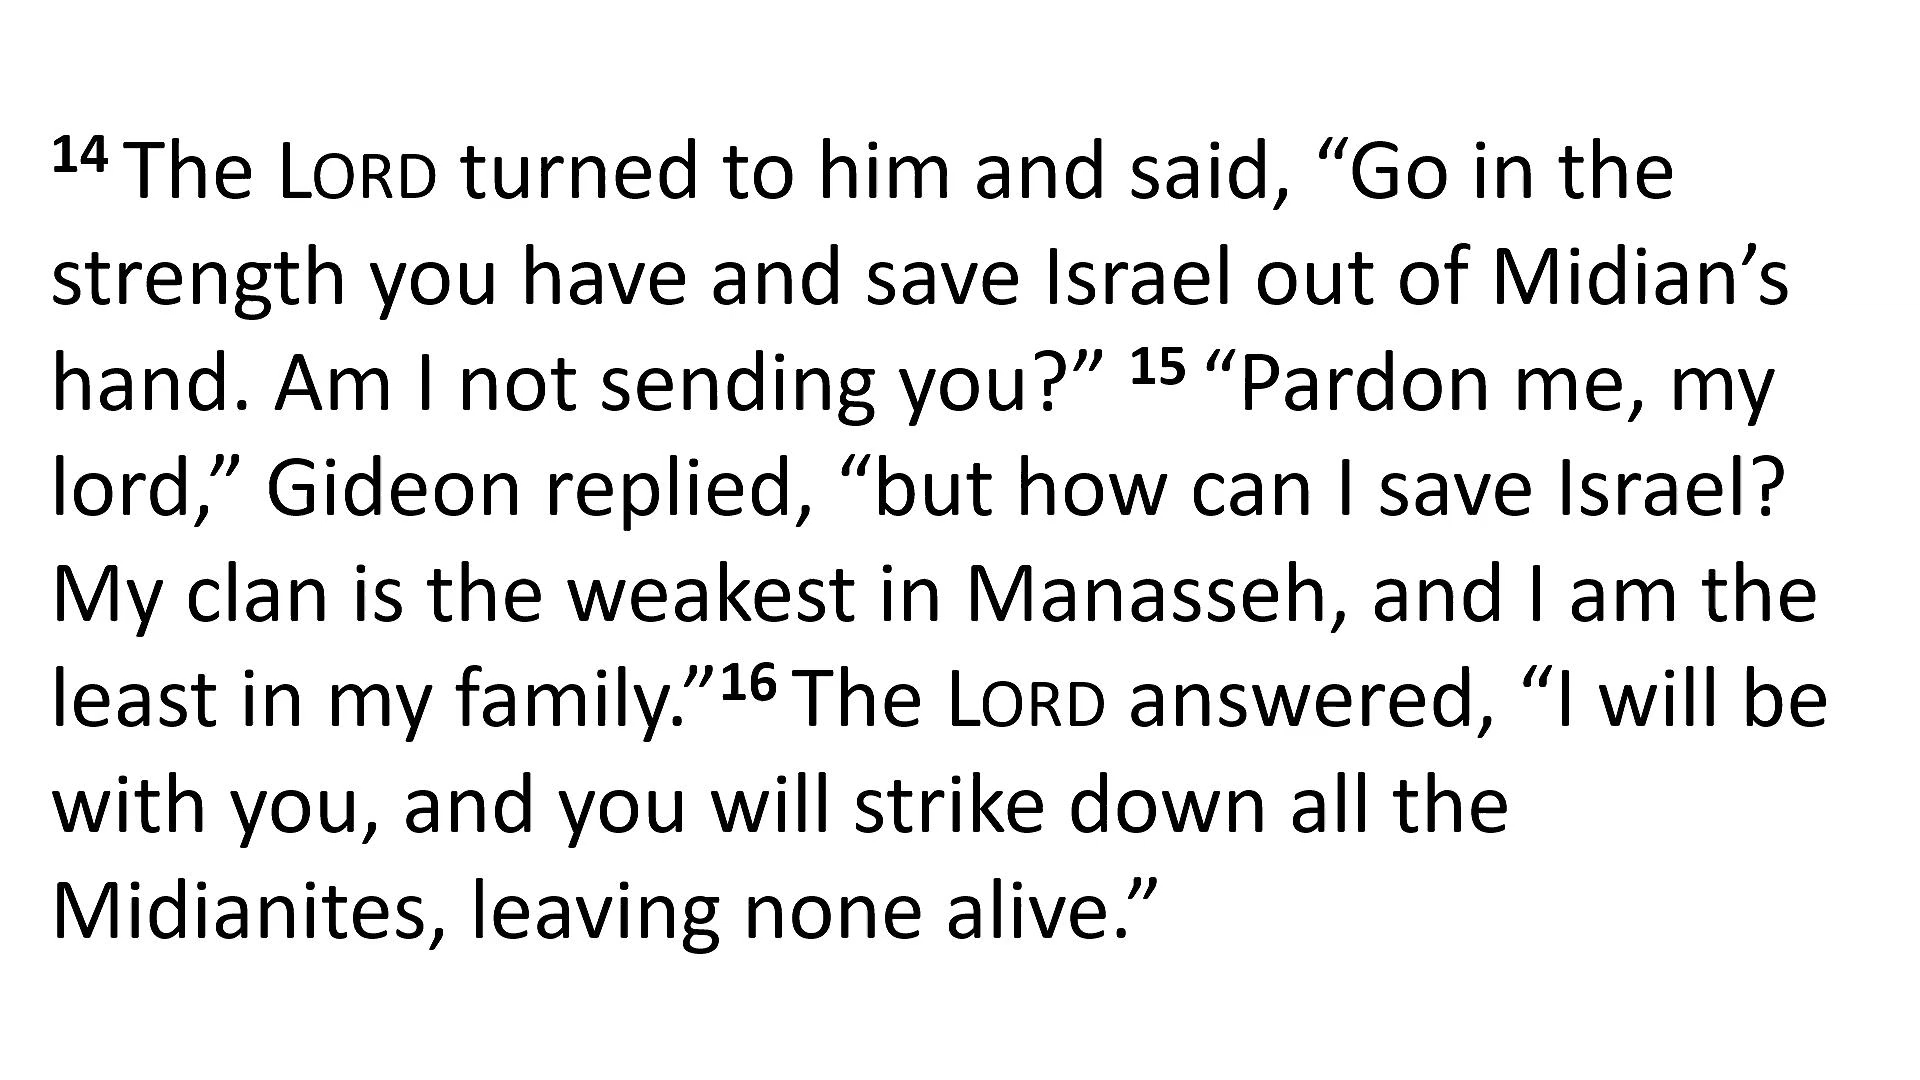 14 The LORD turned to him and said, “Go in the
strength you have and save Israel out of Midian’s
hand. Am I not sending you?” 15 “Pardon me, my
lord,” Gideon replied, “but how can I save Israel?
My clan is the weakest in Manasseh, and I am the
least in my family.”16 The LORD answered, “I will be
with you, and you will strike down all the
Midianites, leaving none alive.”